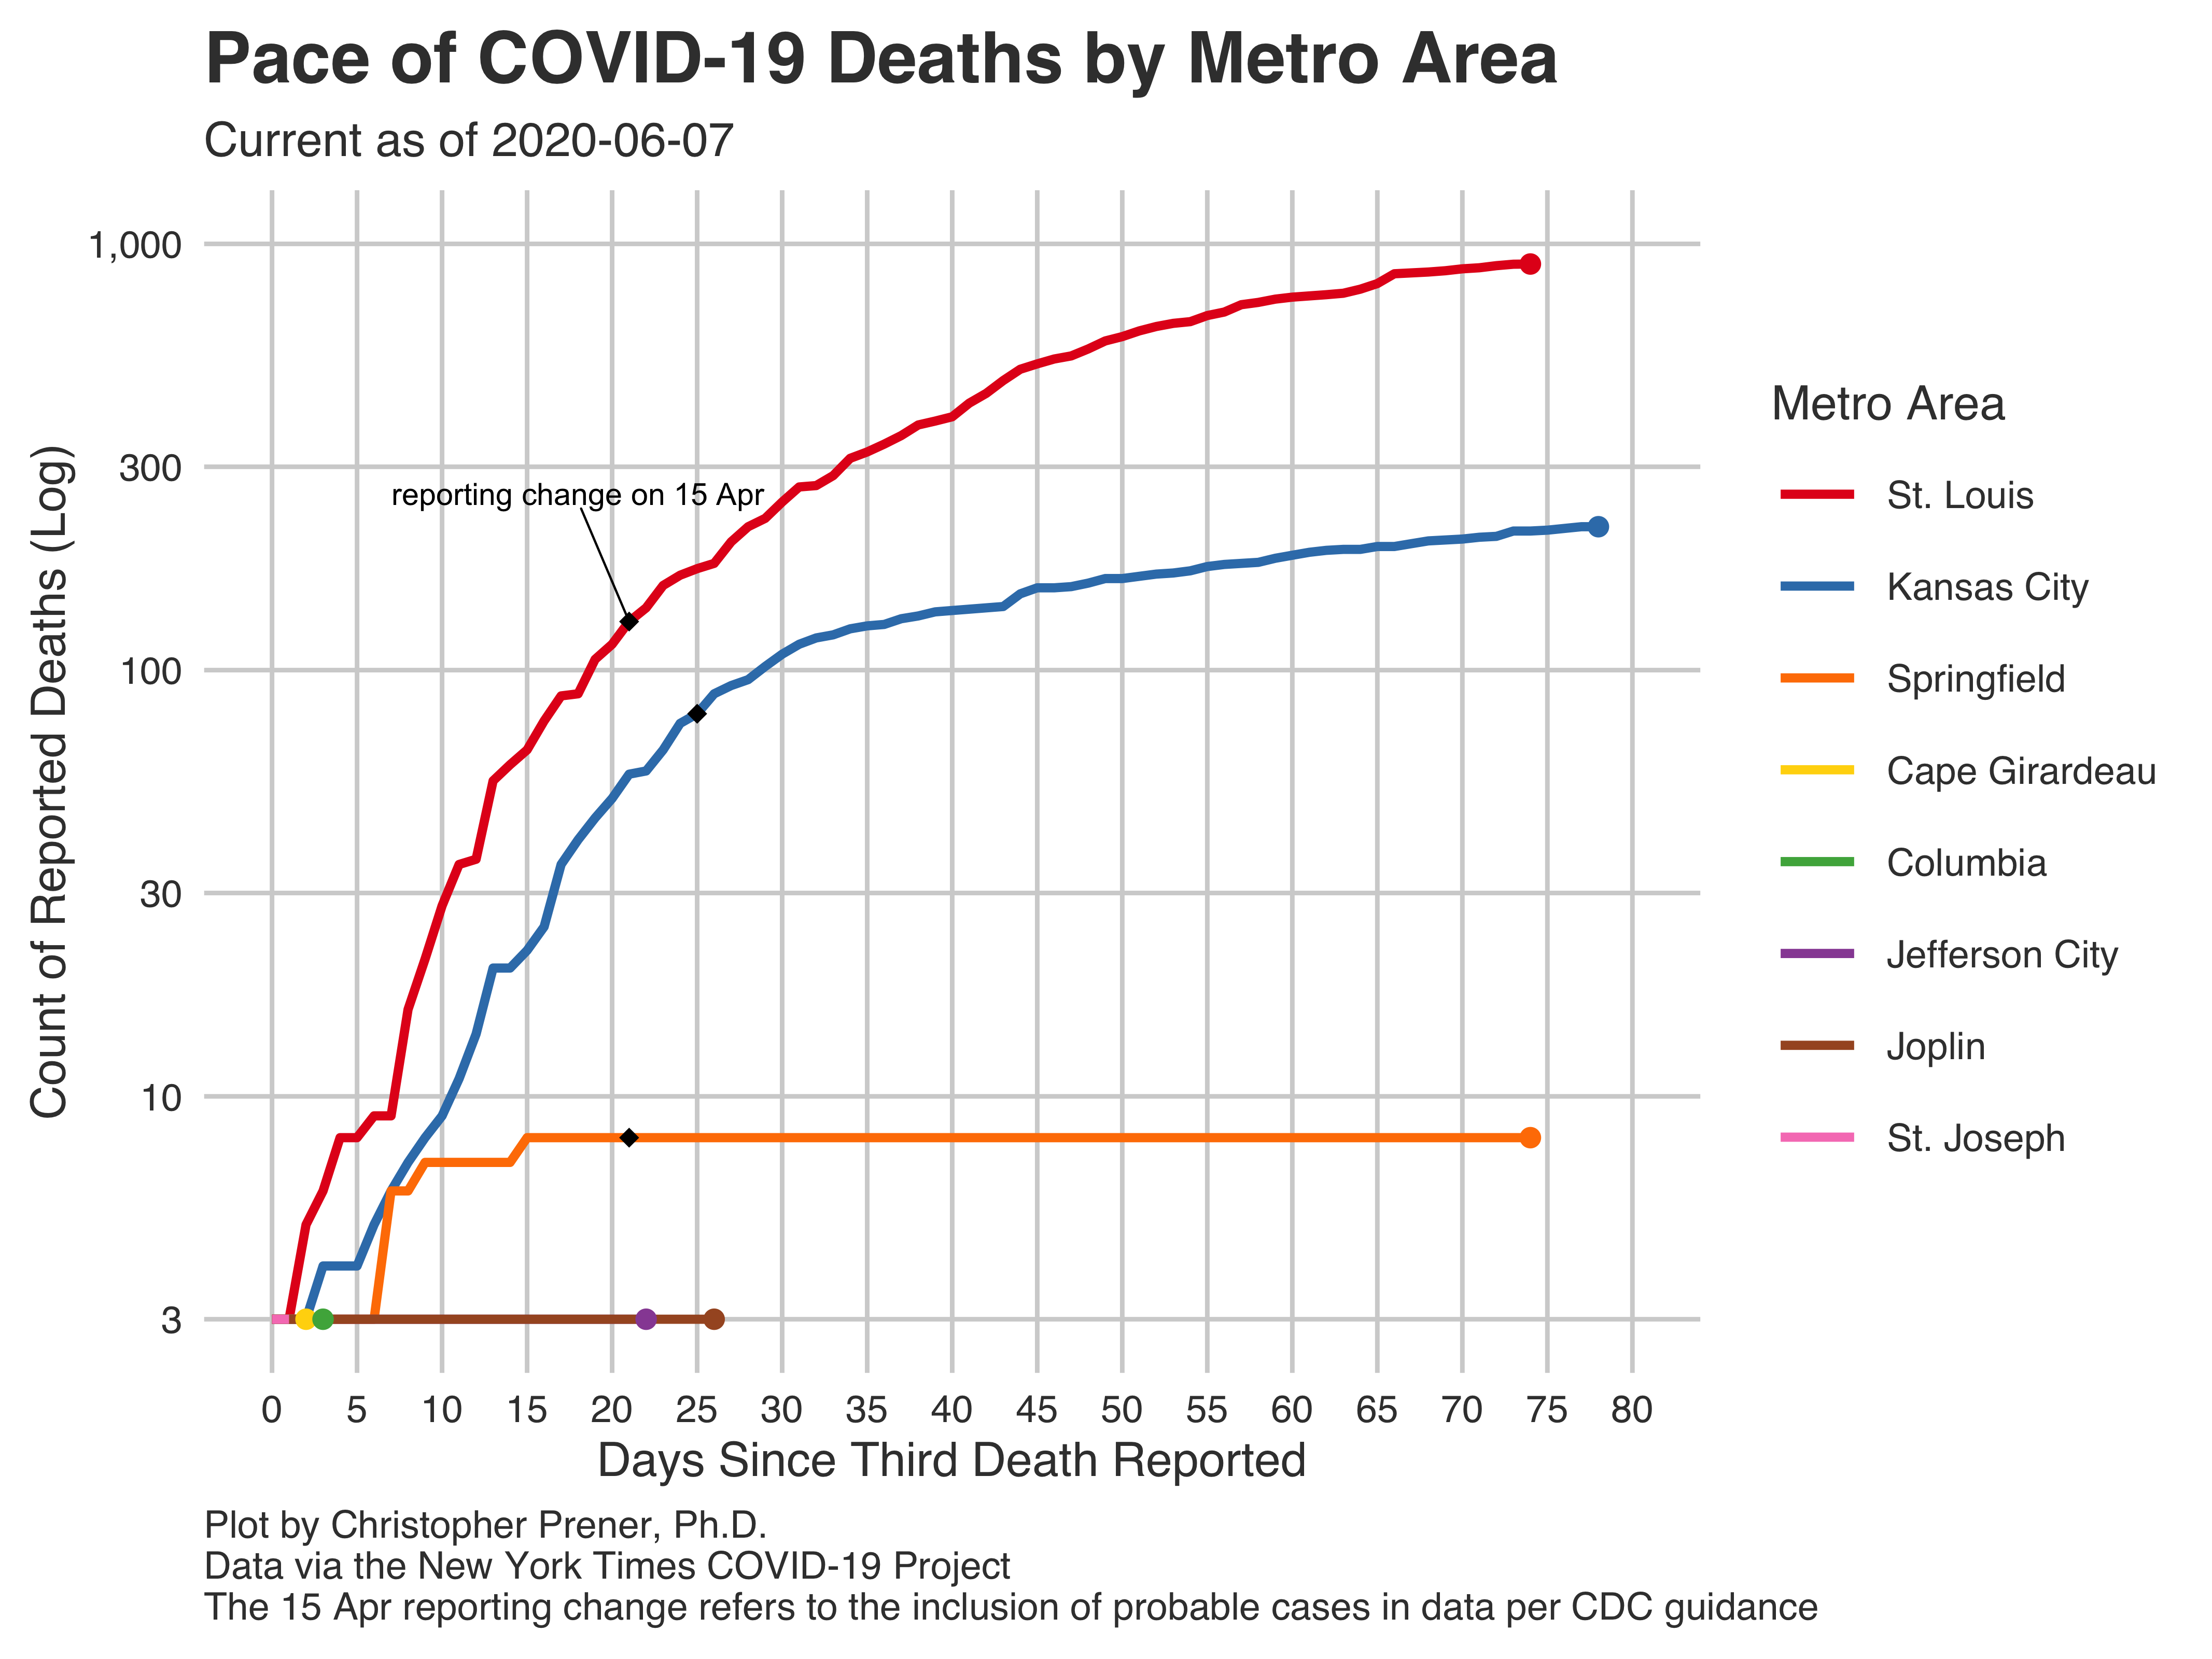 Pace of COVID-19 Deaths by Metro Area
Current as of 2020-06-07
Count of Reported Deaths (Log)
1,000
300
100
30
10
3
reporting change on 15 Apr
0 5 10 15 20 25 30 35 40 45 50 55 60 65 70 75 80
Days Since Third Death Reported
Metro Area
St. Louis
Kansas City
Springfield
Cape Girardeau
Columbia
Jefferson City
Joplin
St. Joseph
Plot by Christopher Prener, Ph.D.
Data via the New York Times COVID-19 Project
The 15 Apr reporting change refers to the inclusion of probable cases in data per CDC guidance